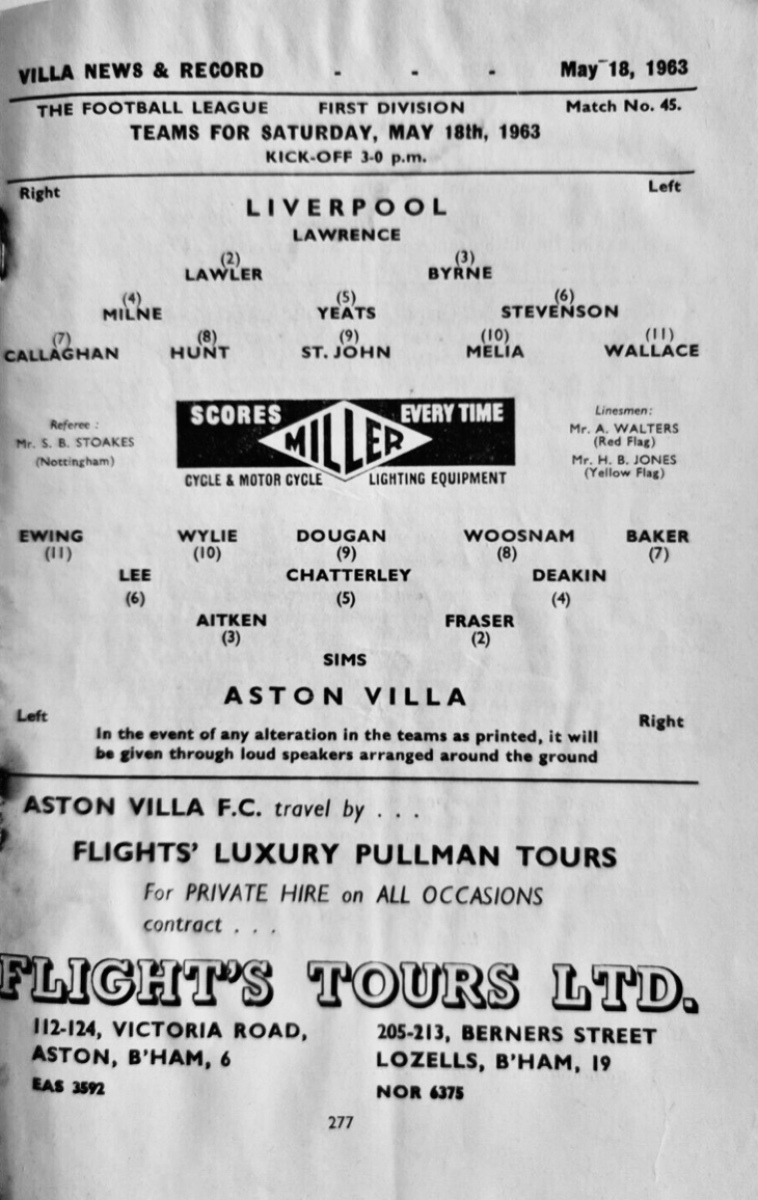 VILLA NEWS & RECORD - - - May 18, 1963
THE FOOTBALL LEAGUE FIRST DIVISION Match No. 45.
TEAMS FOR SATURDAY, MAY 18th, 1963
KICK-OFF 3-0 p.m.
Right Left
LIVERPOOL
LAWRENCE
(2) (3)
LAWLER BYRNE
(4) (5) (6)
MILNE YEATS STEVENSON
(7) (8) (9) (10) (11)
CALLAGHAN HUNT ST. JOHN MELIA WALLACE
Referee :
Mr. S. B. STOAKES
(Nottingham)
SCORES MILLER EVERY TIME
CYCLE & MOTOR CYCLE LIGHTING EQUIPMENT
Linesmen:
Mr. A. WALTERS
(Red Flag)
Mr. H. B. JONES
(Yellow Flag)
EWING WYLIE DOUGAN WOOSNAM BAKER
(11) (10) (9) (8) (7)
LEE CHATTERLEY DEAKIN
(6) (5) (4)
AITKEN FRASER
(3) (2)
SIMS
ASTON VILLA
Left Right
In the event of any alteration in the teams as printed, it will
be given through loud speakers arranged around the ground
ASTON VILLA F.C. travel by . . .
FLIGHTS' LUXURY PULLMAN TOURS
For PRIVATE HIRE on ALL OCCASIONS
contract . . .
FLIGHT'S TOURS LTD.
112-124, VICTORIA ROAD, 205-213, BERNERS STREET
ASTON, B'HAM, 6 LOZELLS, B'HAM, 19
EAS 3592 NOR 6375
277